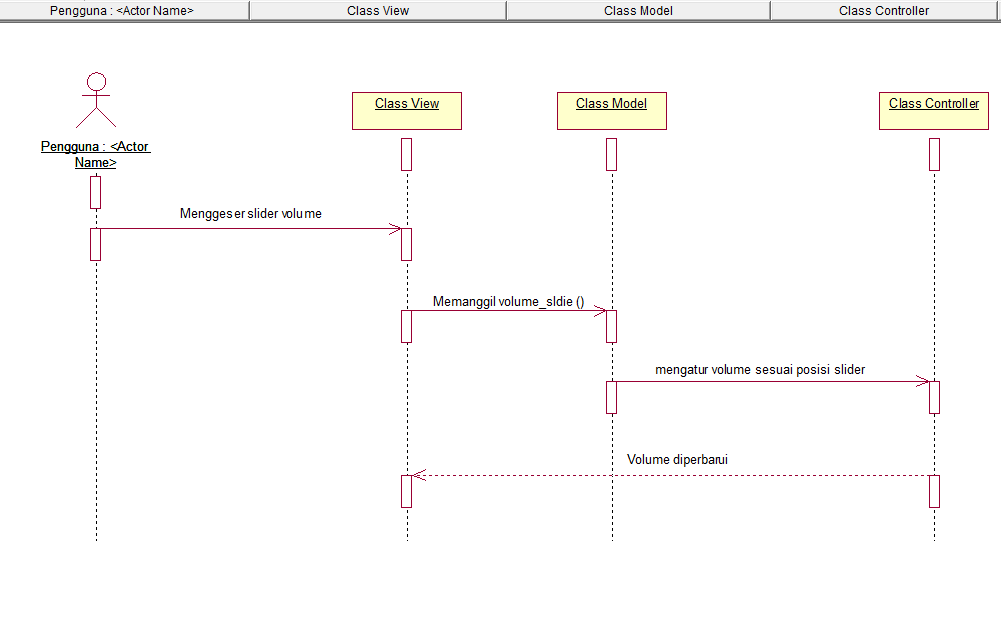 Pengguna : <Actor Name>
Class View
Class Model
Class Controller
Class View
Class Model
Class Controller
Pengguna : <Actor
Name>
Menggeser slider volume
Memanggil volume_sldie ()
mengatur volume sesuai posisi slider
Volume diperbarui